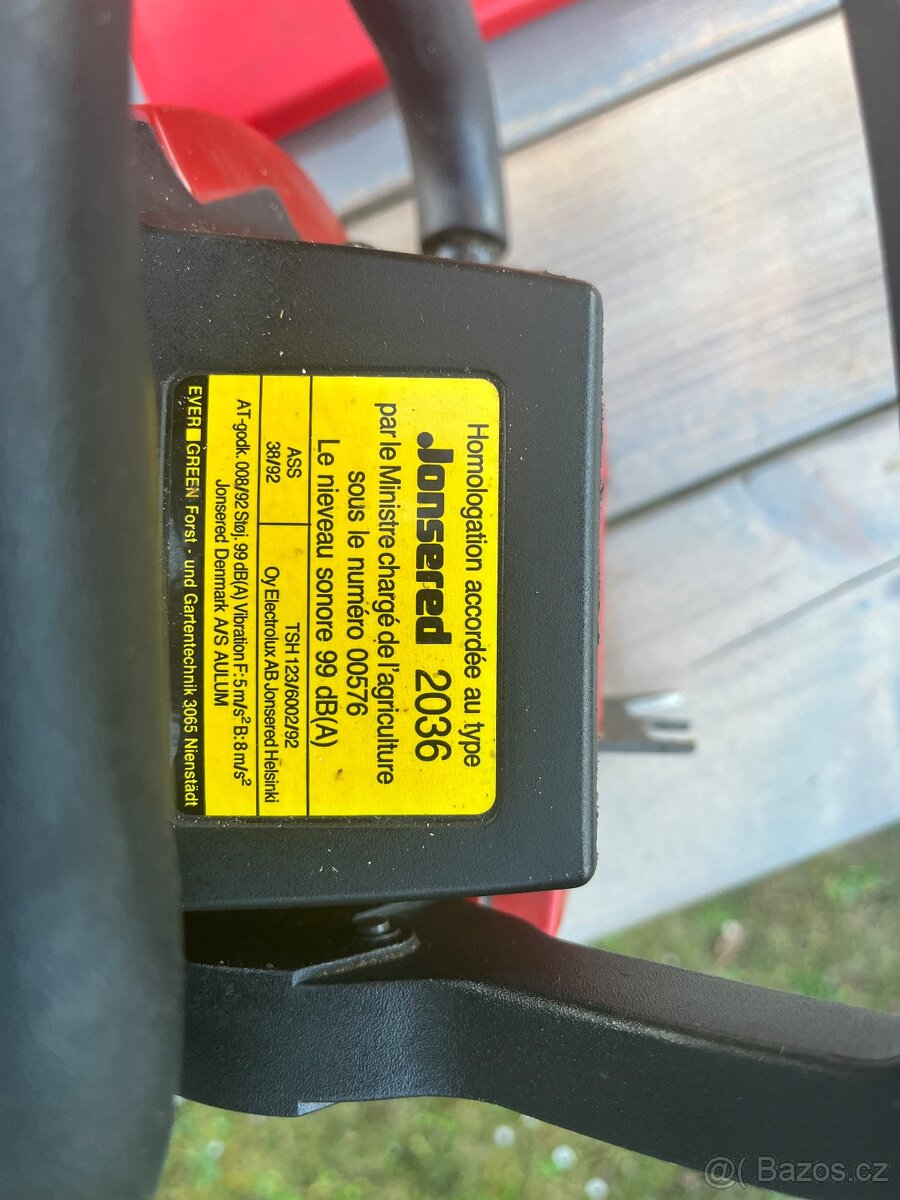 Homologation accordée au type
Jonsered 2036
par le Ministre chargé de l'agriculture
sous le numéro 00576
Le nieveau sonore 99 dB(A)
ASS
38/92
TSH 123/6002/92
Oy Electrolux AB. Jonsered Helsinki
AT-godk. 008/92 Støj. 99 dB(A) Vibration F: 5 m/s² B: 8 m/s²
Jonsered Denmark A/S AULUM
EVER GREEN Forst - und Gartentechnik 3065 Nienstädt
@( Bazos.cz